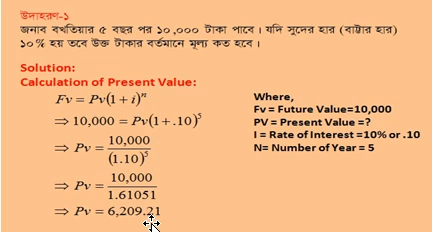 উদাহরণ-১
জনাব বখতিয়ার ৫ বছর পর ১০,০০০ টাকা পাবে। যদি সুদের হার (বাট্টার হার)
১০% হয় তবে উক্ত টাকার বর্তমানে মূল্য কত হবে।
Solution:
Calculation of Present Value:
Fv = Pv(1+i)^n
⇒ 10,000 = Pv(1+.10)^5
⇒ Pv = 10,000/(1.10)^5
⇒ Pv = 10,000/1.61051
⇒ Pv = 6,209.21
Where,
Fv = Future Value=10,000
PV = Present Value =?
I = Rate of Interest =10% or .10
N= Number of Year = 5